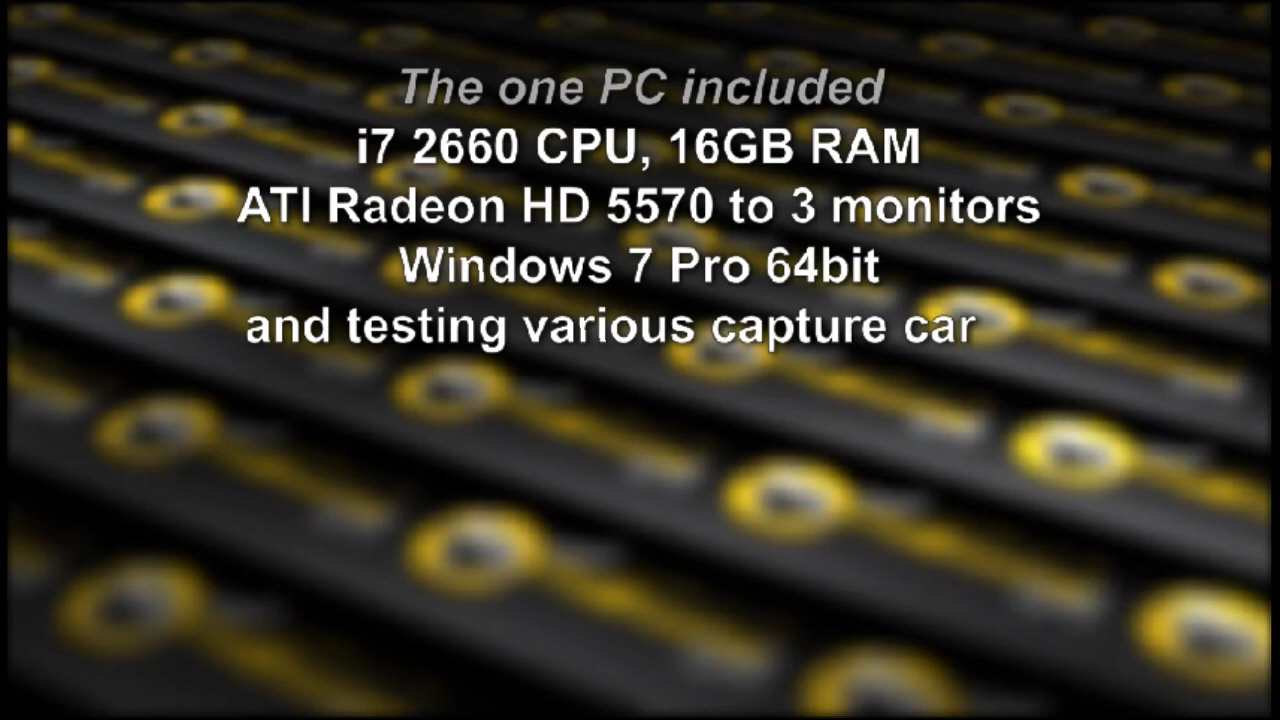 The one PC included
i7 2660 CPU, 16GB RAM
ATI Radeon HD 5570 to 3 monitors
Windows 7 Pro 64bit
and testing various capture car